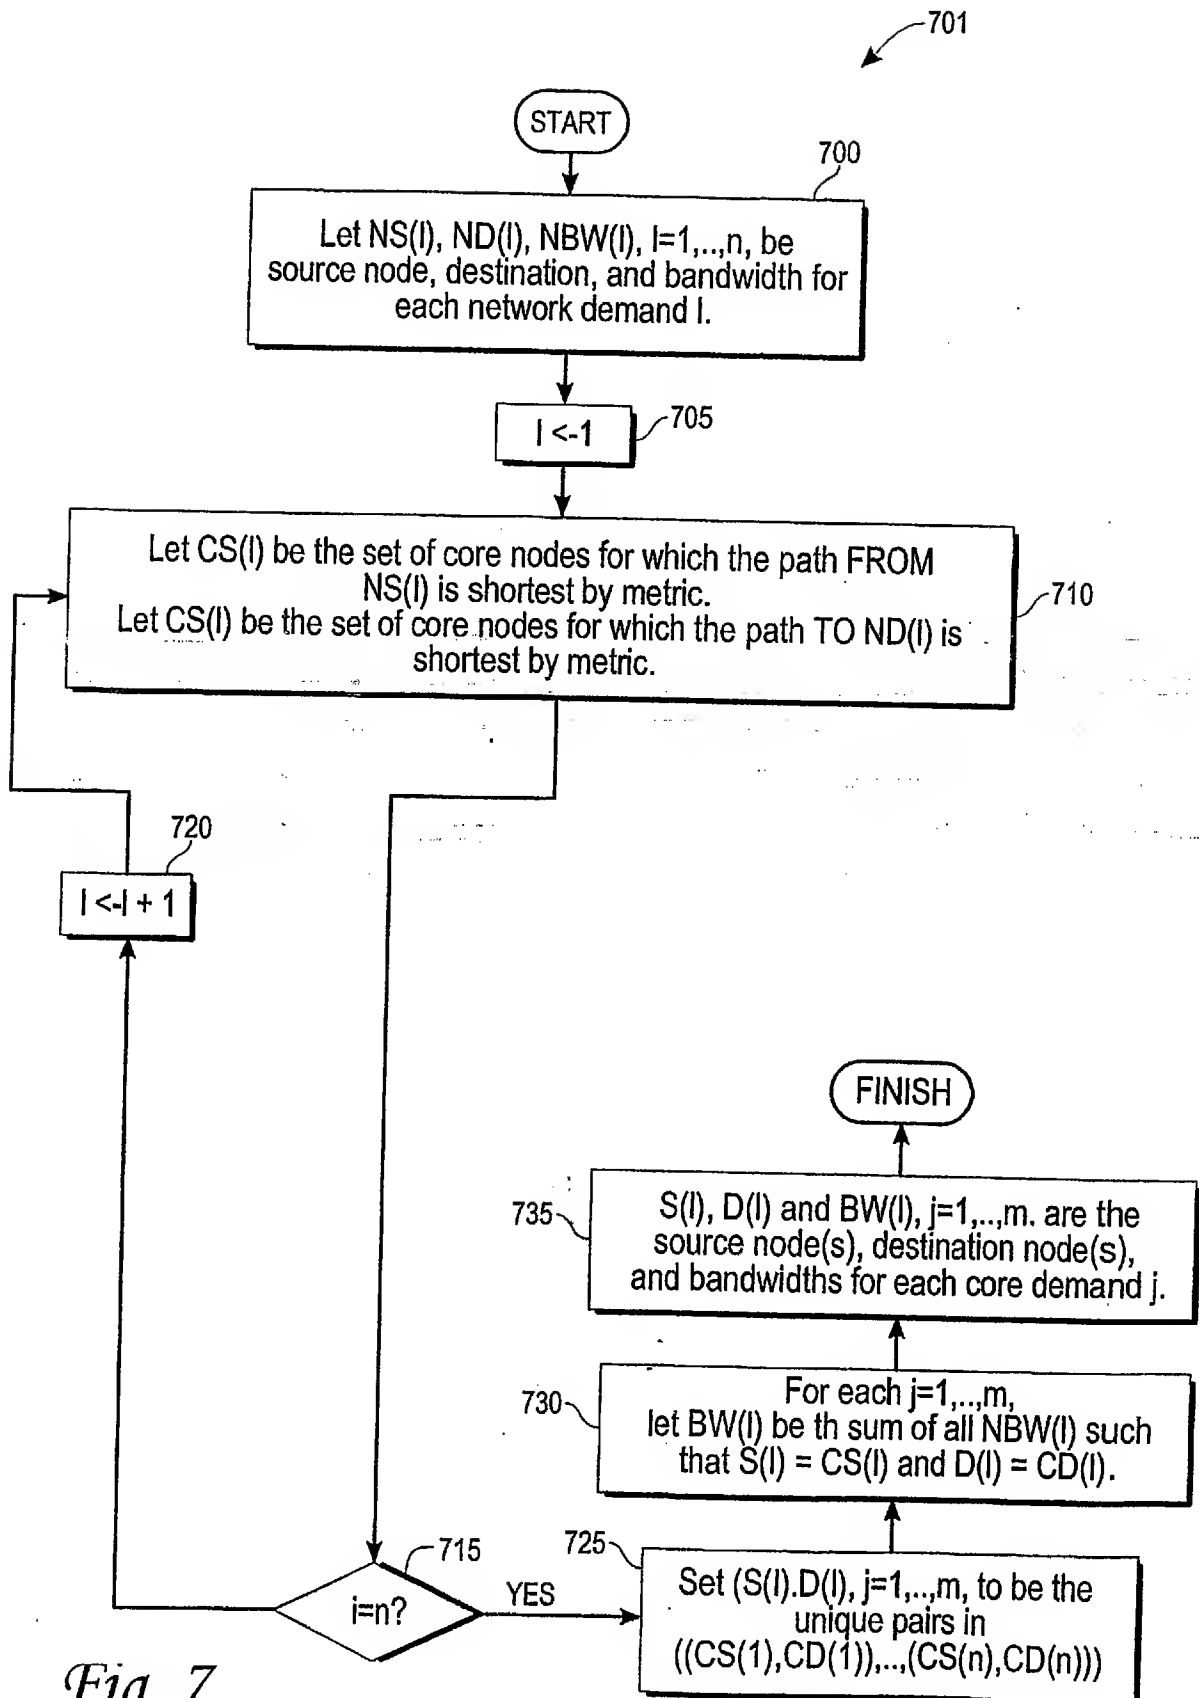 701
START
700
Let NS(I), ND(I), NBW(I), I=1,..,n, be
source node, destination, and bandwidth for
each network demand I.
I <-1
705
Let CS(I) be the set of core nodes for which the path FROM
NS(I) is shortest by metric.
Let CS(I) be the set of core nodes for which the path TO ND(I) is
shortest by metric.
710
720
I <-I + 1
FINISH
735
S(I), D(I) and BW(I), j=1,..,m. are the
source node(s), destination node(s),
and bandwidths for each core demand j.
730
For each j=1,..,m,
let BW(I) be th sum of all NBW(I) such
that S(I) = CS(I) and D(I) = CD(I).
715
i=n?
YES
725
Set (S(I).D(I), j=1,..,m, to be the
unique pairs in
((CS(1),CD(1)),..,(CS(n),CD(n)))
Fig. 7